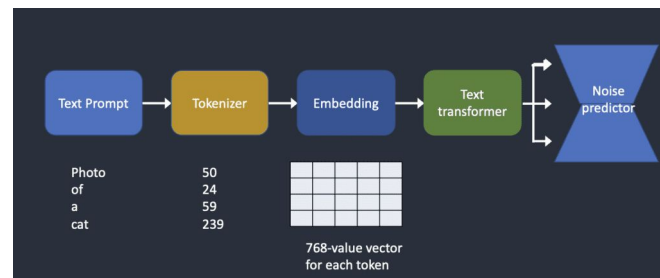 Text Prompt
Tokenizer
Embedding
Text
transformer
Noise
predictor
Photo 50
of 24
a 59
cat 239
768-value vector
for each token